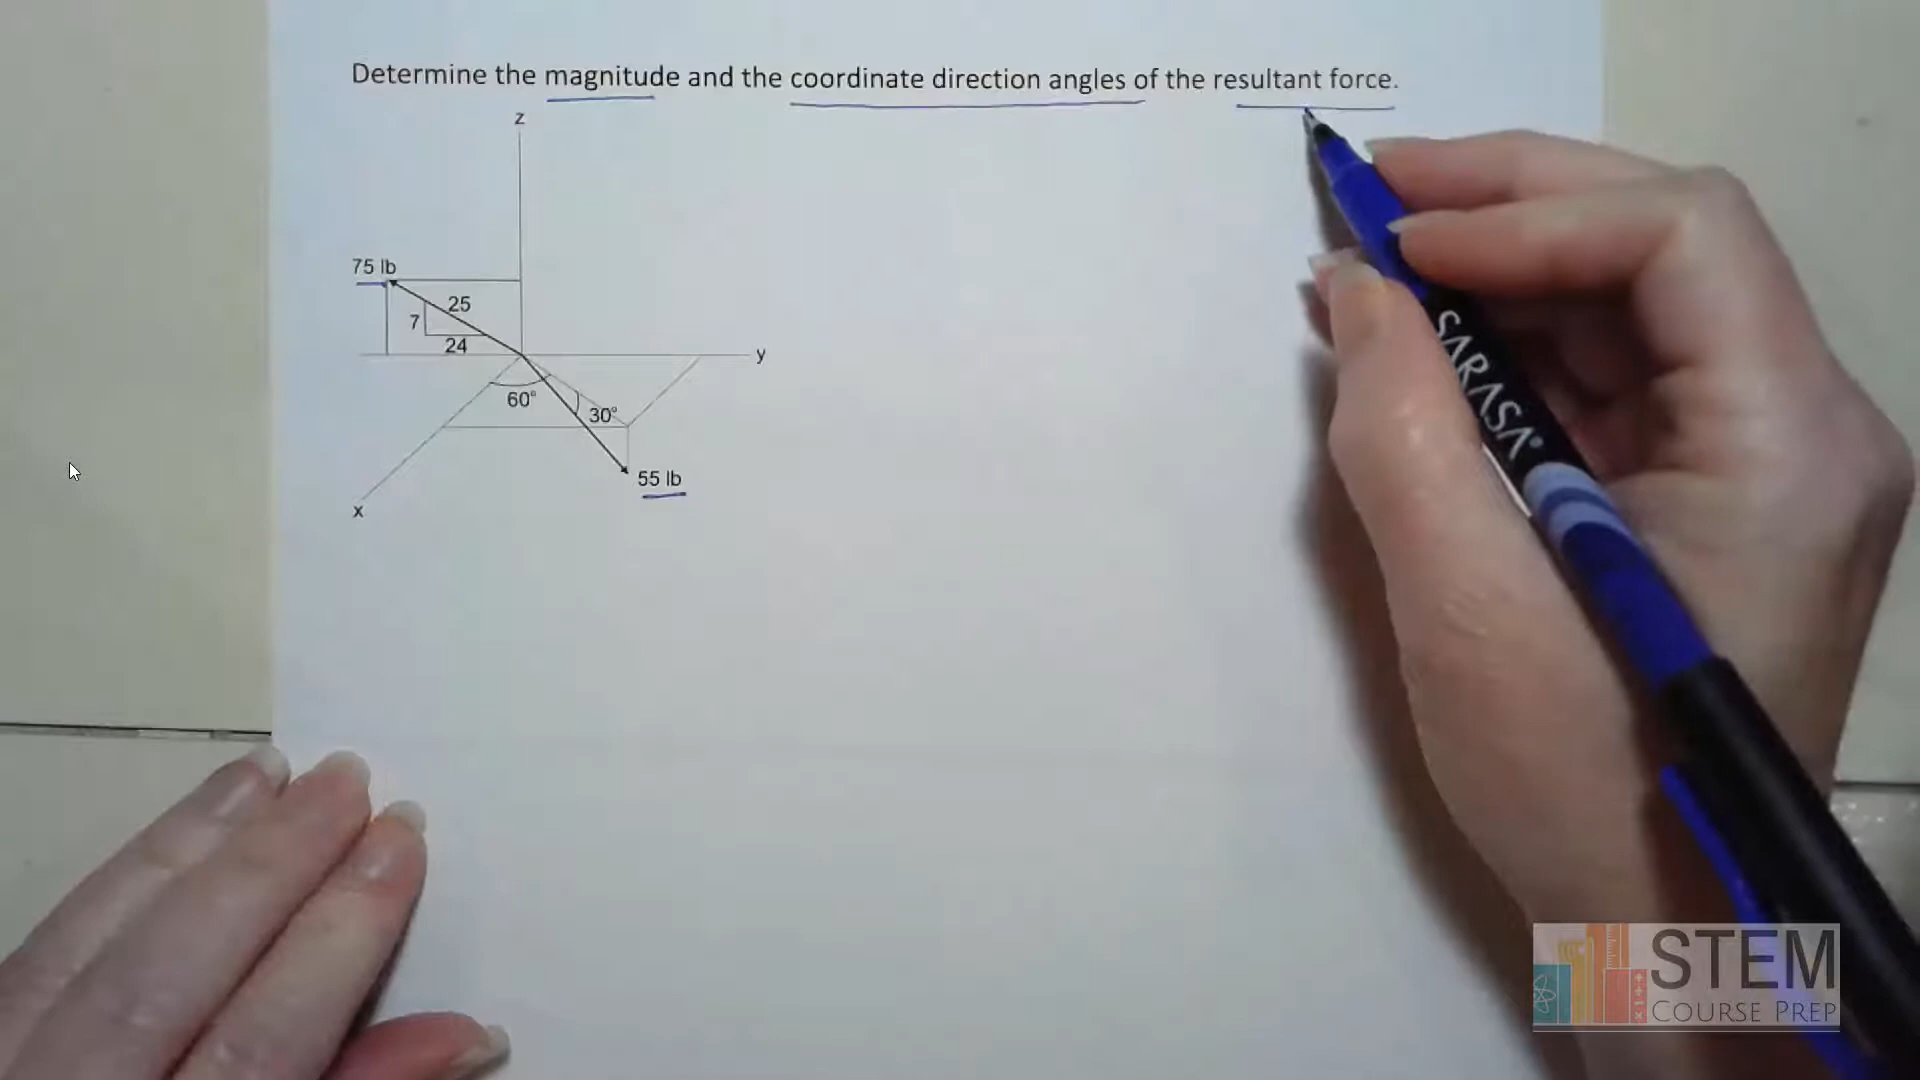 Determine the magnitude and the coordinate direction angles of the resultant force.
z
75 lb
25
7
24
y
60°
30°
55 lb
x
SARASA
STEM
COURSE PREP